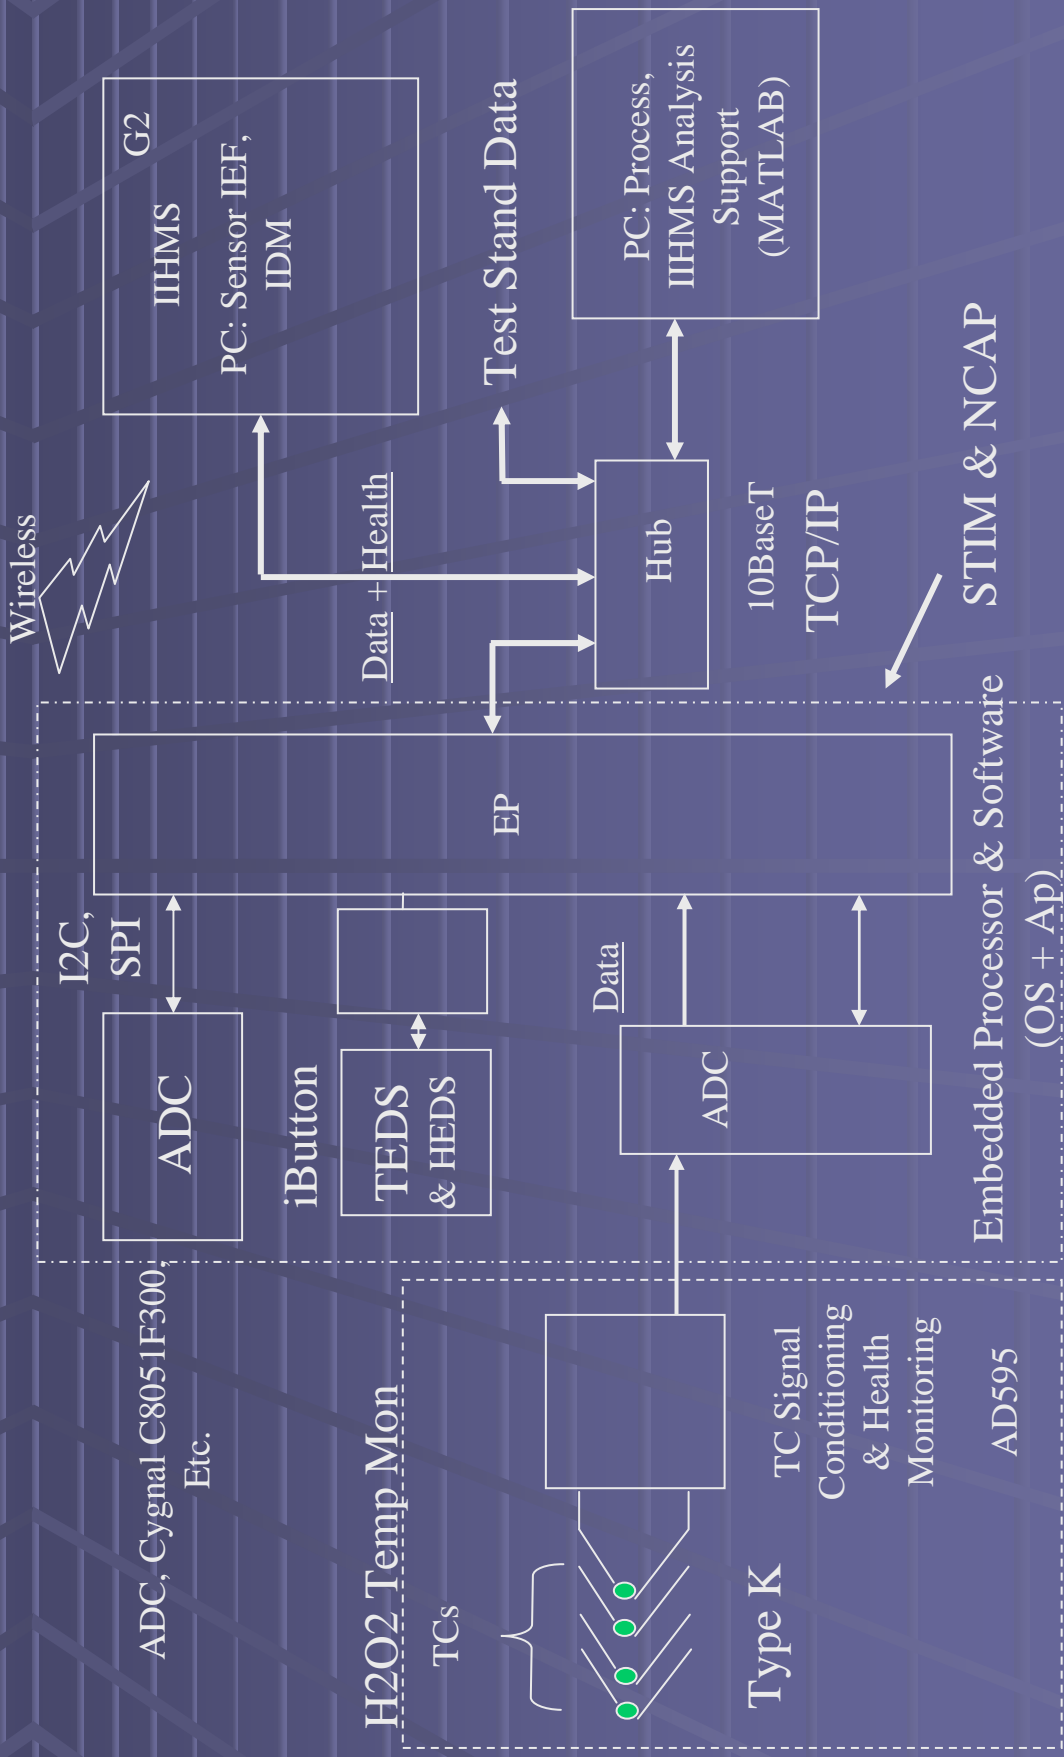 ADC, Cygnal C8051F300,
Etc.
H2O2 Temp Mon
TCs
Type K
TC Signal
Conditioning
& Health
Monitoring
AD595
I2C,
SPI
ADC
iButton
TEDS
& HEDS
Data
ADC
EP
Embedded Processor & Software
(OS + Ap)
Wireless
Data + Health
Hub
10BaseT
TCP/IP
STIM & NCAP
G2
IIHMS
PC: Sensor IEF,
IDM
Test Stand Data
PC: Process,
IIHMS Analysis
Support
(MATLAB)